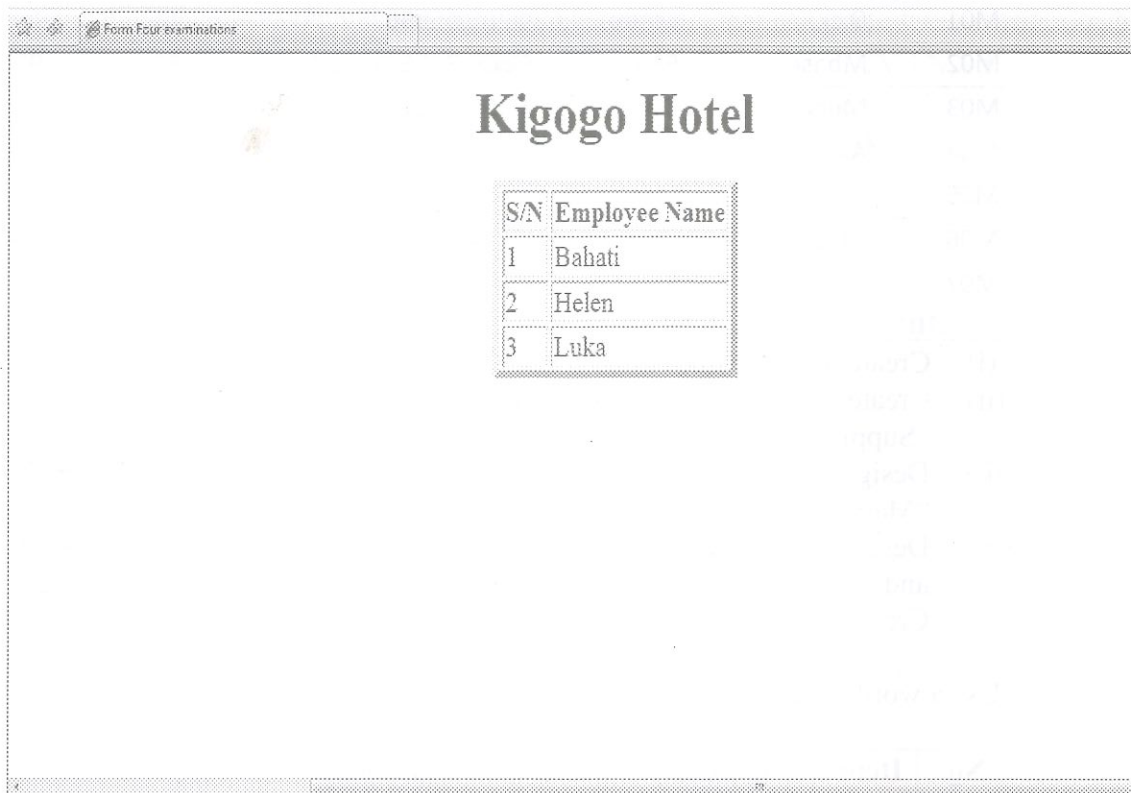 Form Four examinations
Kigogo Hotel
S/N Employee Name
1 Bahati
2 Helen
3 Luka